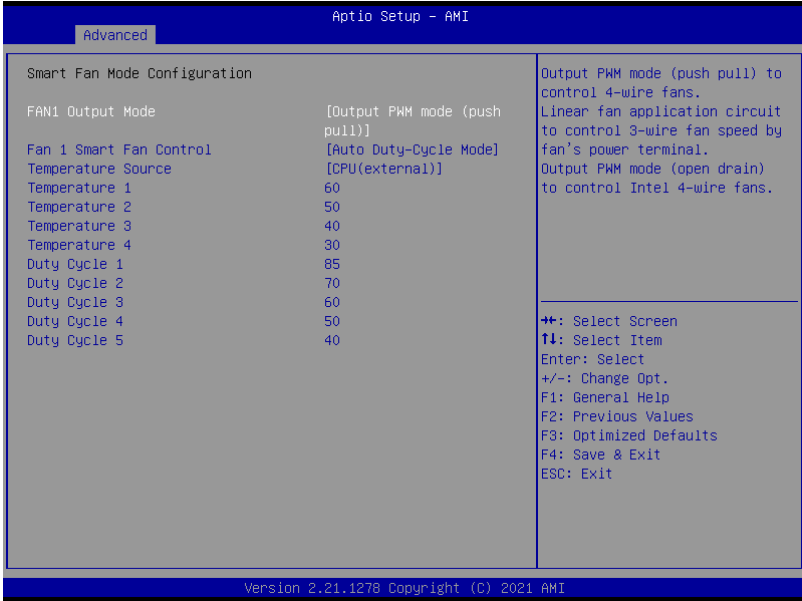 Aptio Setup – AMI
Advanced
Smart Fan Mode Configuration
FAN1 Output Mode [Output PWM mode (push
pull)]
Fan 1 Smart Fan Control [Auto Duty-Cycle Mode]
Temperature Source [CPU(external)]
Temperature 1 60
Temperature 2 50
Temperature 3 40
Temperature 4 30
Duty Cycle 1 85
Duty Cycle 2 70
Duty Cycle 3 60
Duty Cycle 4 50
Duty Cycle 5 40
Output PWM mode (push pull) to
control 4-wire fans.
Linear fan application circuit
to control 3-wire fan speed by
fan's power terminal.
Output PWM mode (open drain)
to control Intel 4-wire fans.
→←: Select Screen
↑↓: Select Item
Enter: Select
+/-: Change Opt.
F1: General Help
F2: Previous Values
F3: Optimized Defaults
F4: Save & Exit
ESC: Exit
Version 2.21.1278 Copyright (C) 2021 AMI